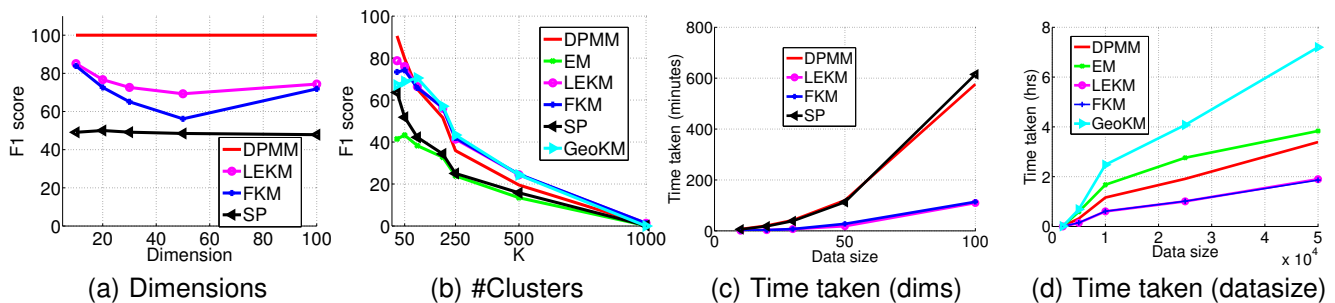 100
80
60
40
20
0
F1 score
20
40
60
80
100
Dimension
DPMM
LEKM
FKM
SP
(a) Dimensions
100
80
60
40
20
0
F1 score
50
250
500
1000
K
DPMM
EM
LEKM
FKM
SP
GeoKM
(b) #Clusters
800
600
400
200
0
Time taken (minutes)
0
50
100
Data size
DPMM
LEKM
FKM
SP
(c) Time taken (dims)
8
6
4
2
0
Time taken (hrs)
1
2
3
4
5
x 10⁴
Data size
DPMM
EM
LEKM
FKM
GeoKM
(d) Time taken (datasize)